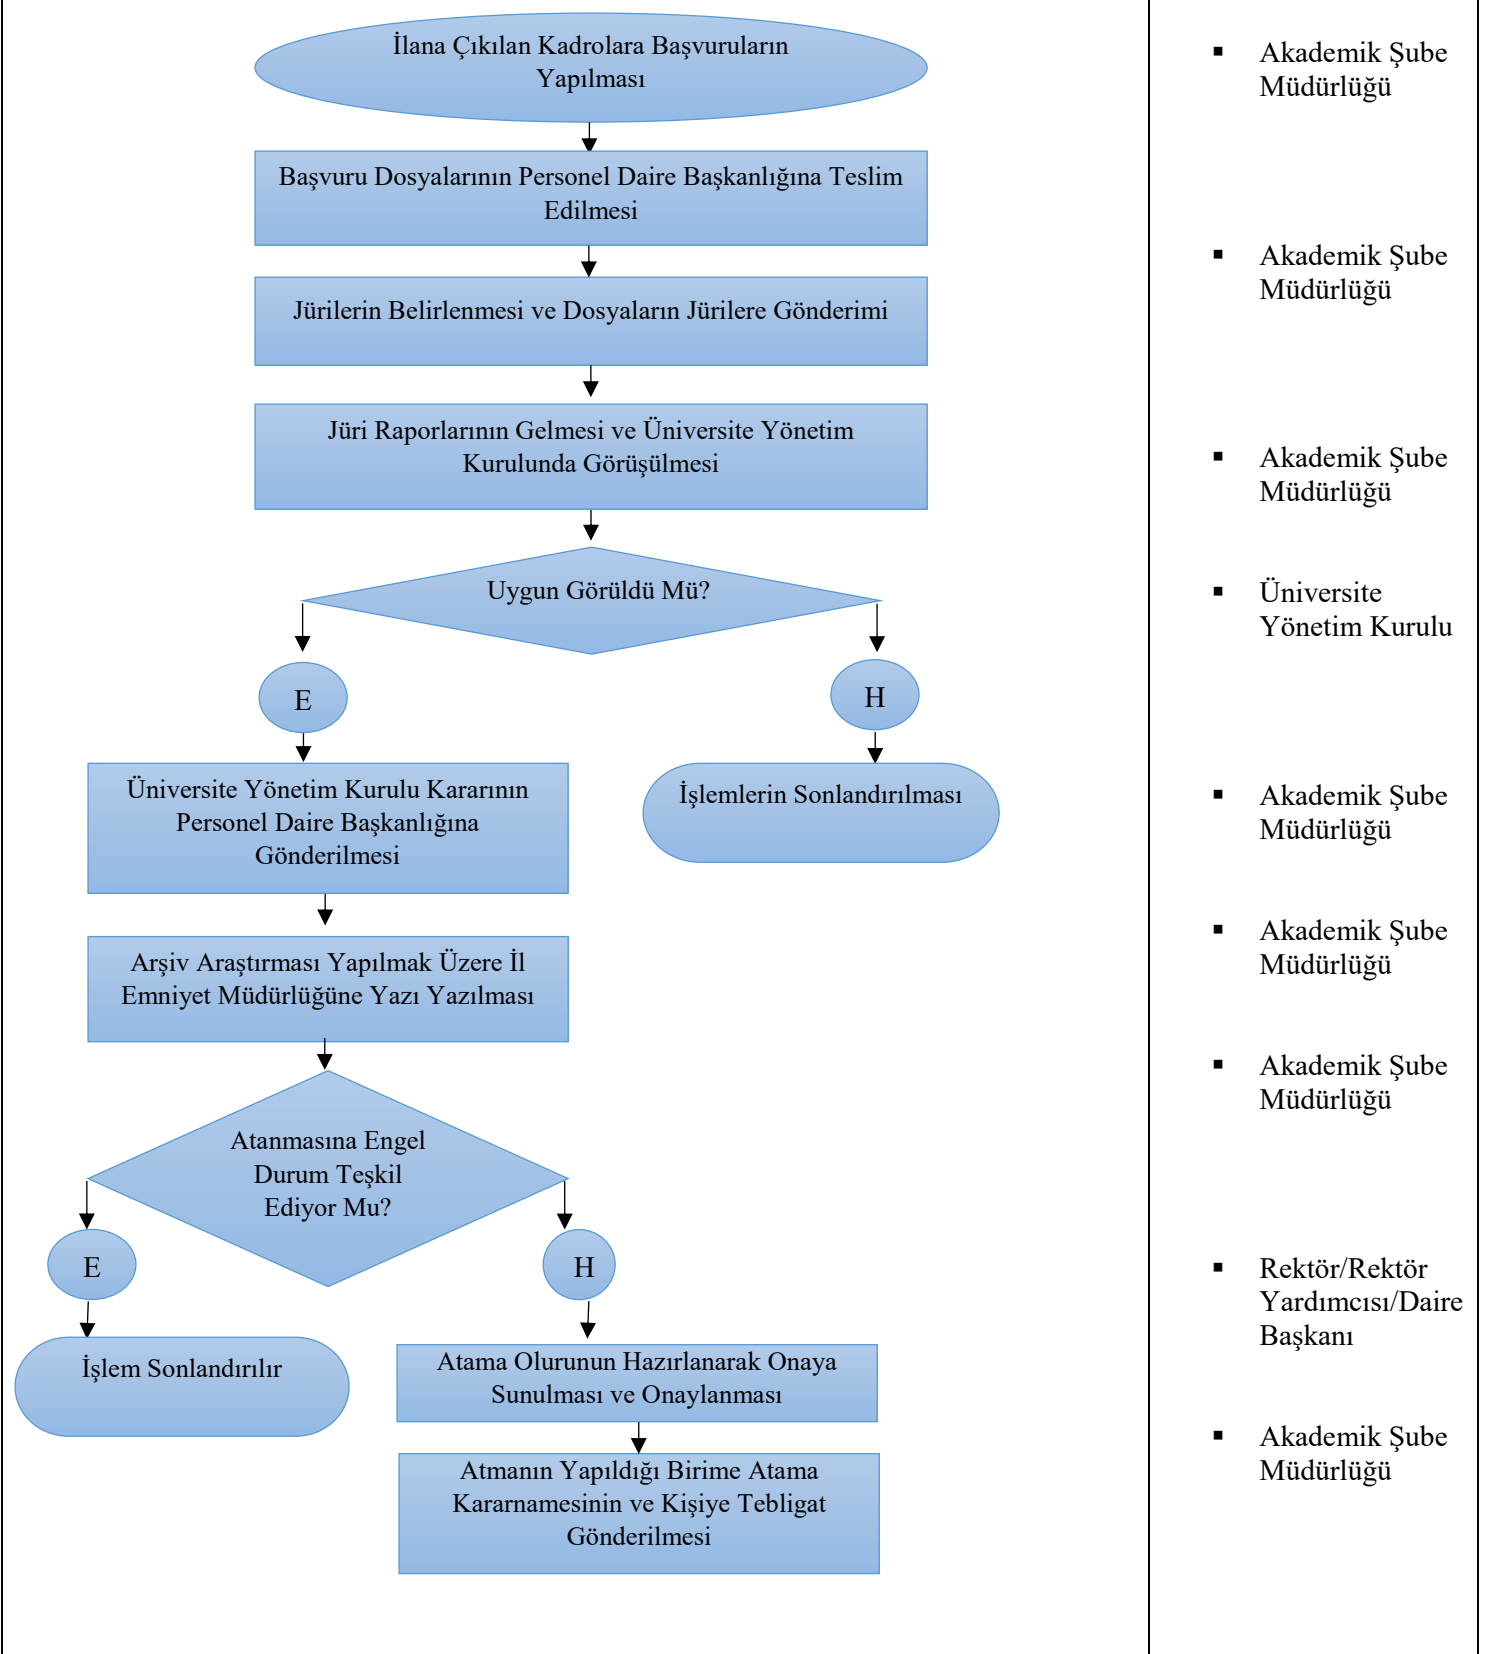 İlana Çıkılan Kadrolara Başvuruların
Yapılması
Başvuru Dosyalarının Personel Daire Başkanlığına Teslim
Edilmesi
Jürilerin Belirlenmesi ve Dosyaların Jürilere Gönderimi
Jüri Raporlarının Gelmesi ve Üniversite Yönetim
Kurulunda Görüşülmesi
Uygun Görüldü Mü?
E
H
Üniversite Yönetim Kurulu Kararının
Personel Daire Başkanlığına
Gönderilmesi
İşlemlerin Sonlandırılması
Arşiv Araştırması Yapılmak Üzere İl
Emniyet Müdürlüğüne Yazı Yazılması
Atanmasına Engel
Durum Teşkil
Ediyor Mu?
E
H
İşlem Sonlandırılır
Atama Olurunun Hazırlanarak Onaya
Sunulması ve Onaylanması
Atmanın Yapıldığı Birime Atama
Kararnamesinin ve Kişiye Tebligat
Gönderilmesi
▪ Akademik Şube
Müdürlüğü
▪ Akademik Şube
Müdürlüğü
▪ Akademik Şube
Müdürlüğü
▪ Üniversite
Yönetim Kurulu
▪ Akademik Şube
Müdürlüğü
▪ Akademik Şube
Müdürlüğü
▪ Akademik Şube
Müdürlüğü
▪ Rektör/Rektör
Yardımcısı/Daire
Başkanı
▪ Akademik Şube
Müdürlüğü